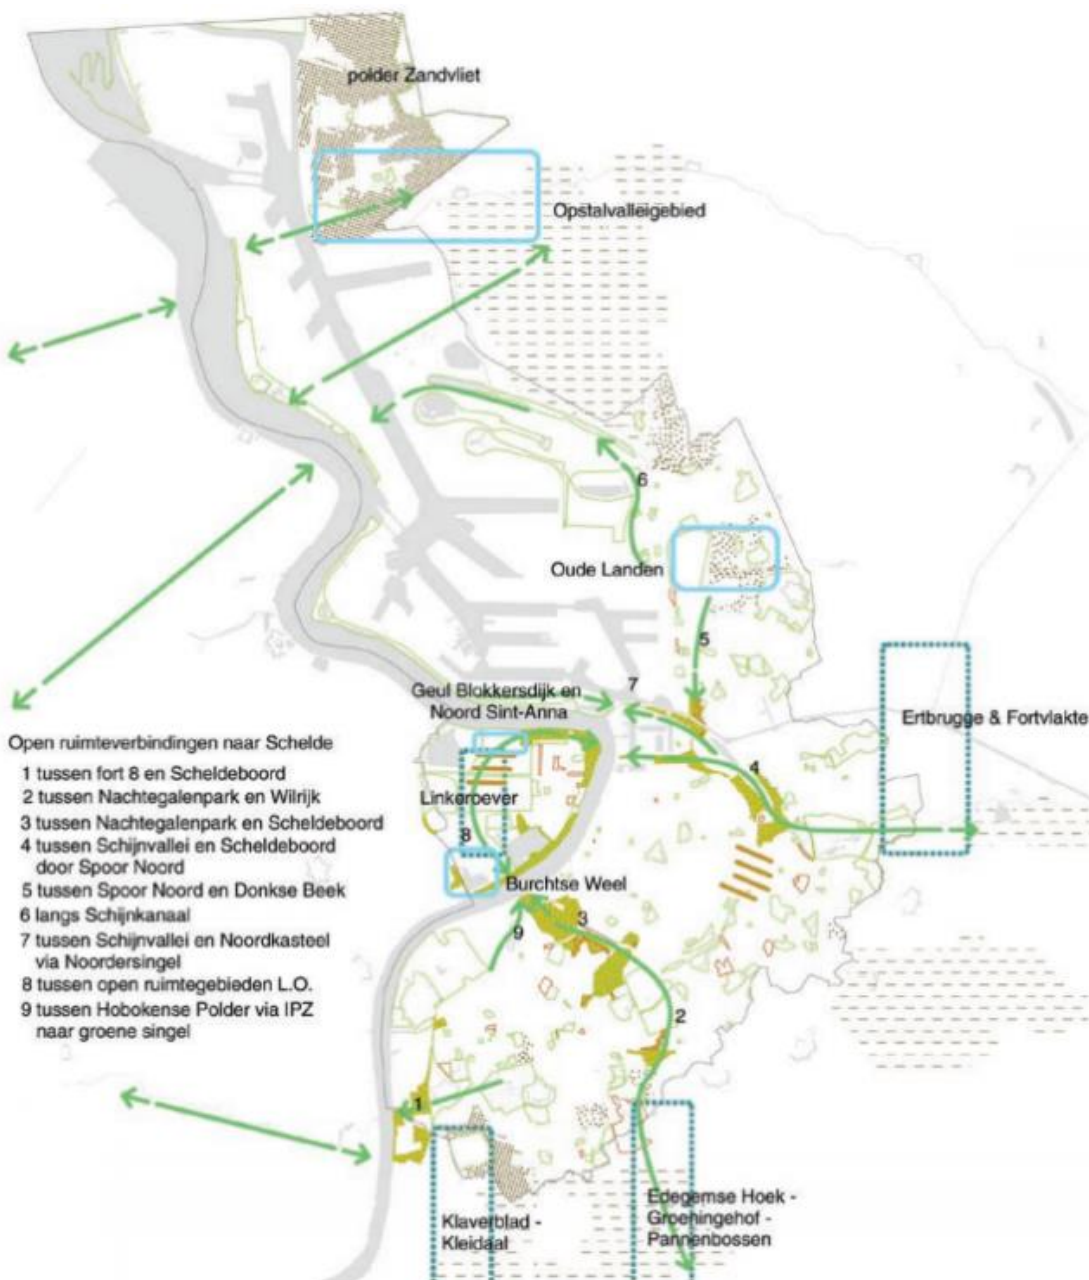 polder Zandvliet
Opstalvalleigebied
6
Oude Landen
5
7
Geul Blokkersdijk en
Noord Sint-Anna
Ertbrugge & Fortvlakte
Open ruimteverbindingen naar Schelde
1 tussen fort 8 en Scheldeboord
2 tussen Nachtegalenpark en Wilrijk
3 tussen Nachtegalenpark en Scheldeboord
4 tussen Schijnvallei en Scheldeboord
door Spoor Noord
5 tussen Spoor Noord en Donkse Beek
6 langs Schijnkanaal
7 tussen Schijnvallei en Noordkasteel
via Noordersingel
8 tussen open ruimtegebieden L.O.
9 tussen Hobokense Polder via IPZ
naar groene singel
4
Linkeroever
8
Burchtse Weel
3
9
2
1
Klaverblad -
Kleidaal
Edegemse Hoek -
Groeningehof -
Pannenbossen